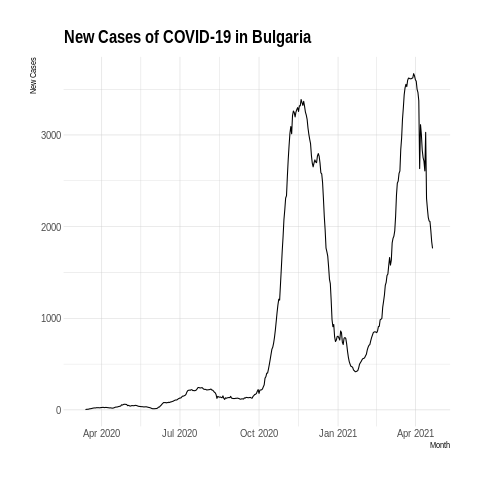 New Cases of COVID-19 in Bulgaria
New Cases
3000
2000
1000
0
Apr 2020 Jul 2020 Oct 2020 Jan 2021 Apr 2021
Month